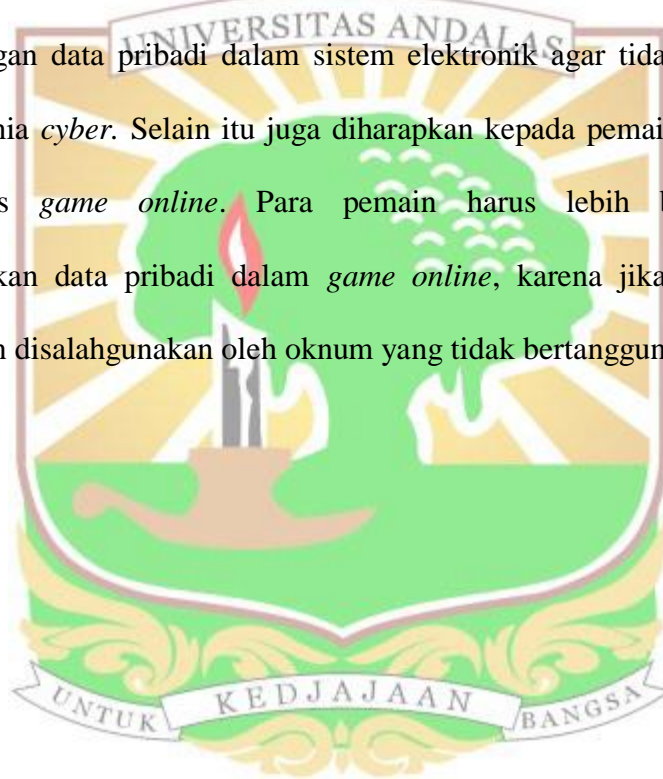 UNIVERSITAS ANDALAS
gan data pribadi dalam sistem elektronik agar tida
nia cyber. Selain itu juga diharapkan kepada pemai
s game online. Para pemain harus lebih b
kan data pribadi dalam game online, karena jika
n disalahgunakan oleh oknum yang tidak bertanggun
UNTUK KEDJAJAAN BANGSA